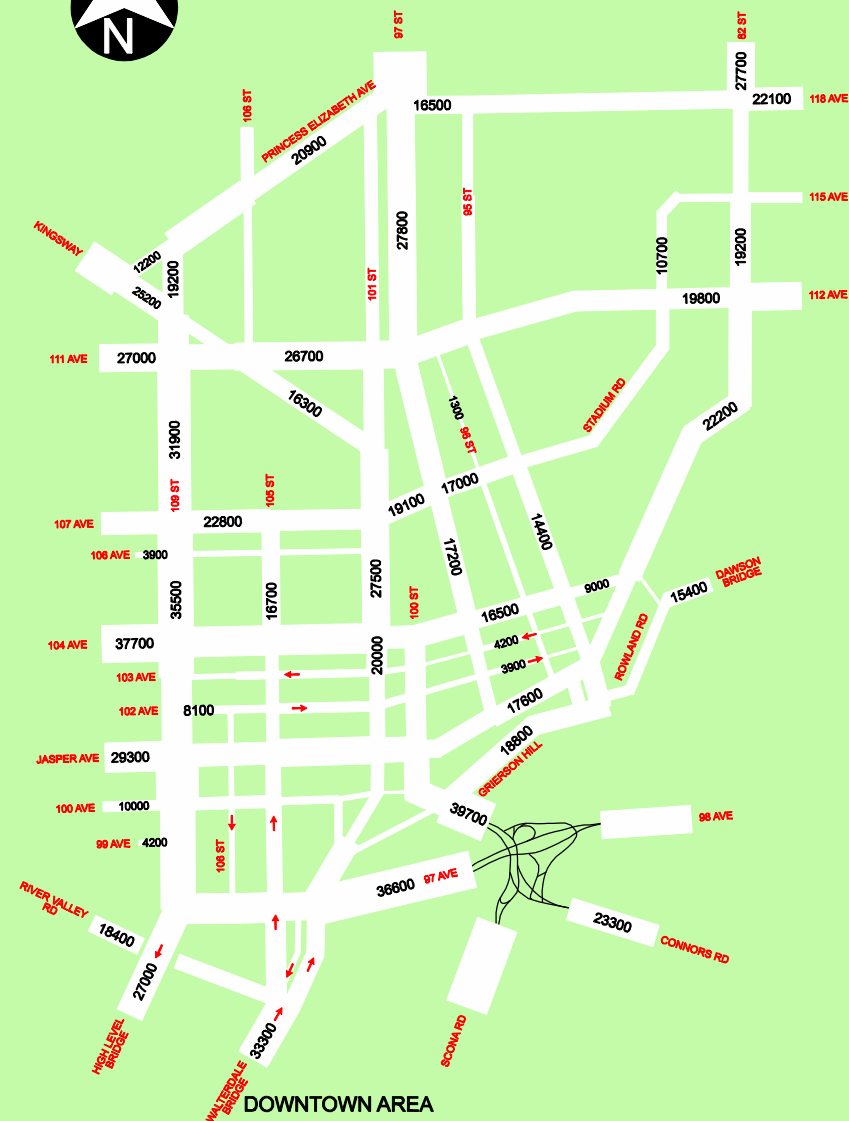 N
97 ST
82 ST
27700
22100
118 AVE
16500
106 ST
PRINCESS ELIZABETH AVE
20900
115 AVE
95 ST
KINGSWAY
12200
25200
19200
27800
101 ST
10700
19200
19800
112 AVE
111 AVE
27000
26700
16300
1300
96 ST
STADIUM RD
22200
31900
109 ST
105 ST
107 AVE
22800
19100
17000
14400
106 AVE
3900
17200
35500
16700
27500
100 ST
16500
9000
DAWSON
BRIDGE
15400
104 AVE
37700
20000
4200
3900
ROWLAND RD
103 AVE
102 AVE
8100
17600
18800
GRIERSON HILL
JASPER AVE
29300
100 AVE
10000
39700
98 AVE
99 AVE
4200
106 ST
36600
97 AVE
RIVER VALLEY
RD
18400
27000
23300
CONNORS RD
HIGH LEVEL
BRIDGE
33300
SCONA RD
WALTERDALE
BRIDGE
DOWNTOWN AREA